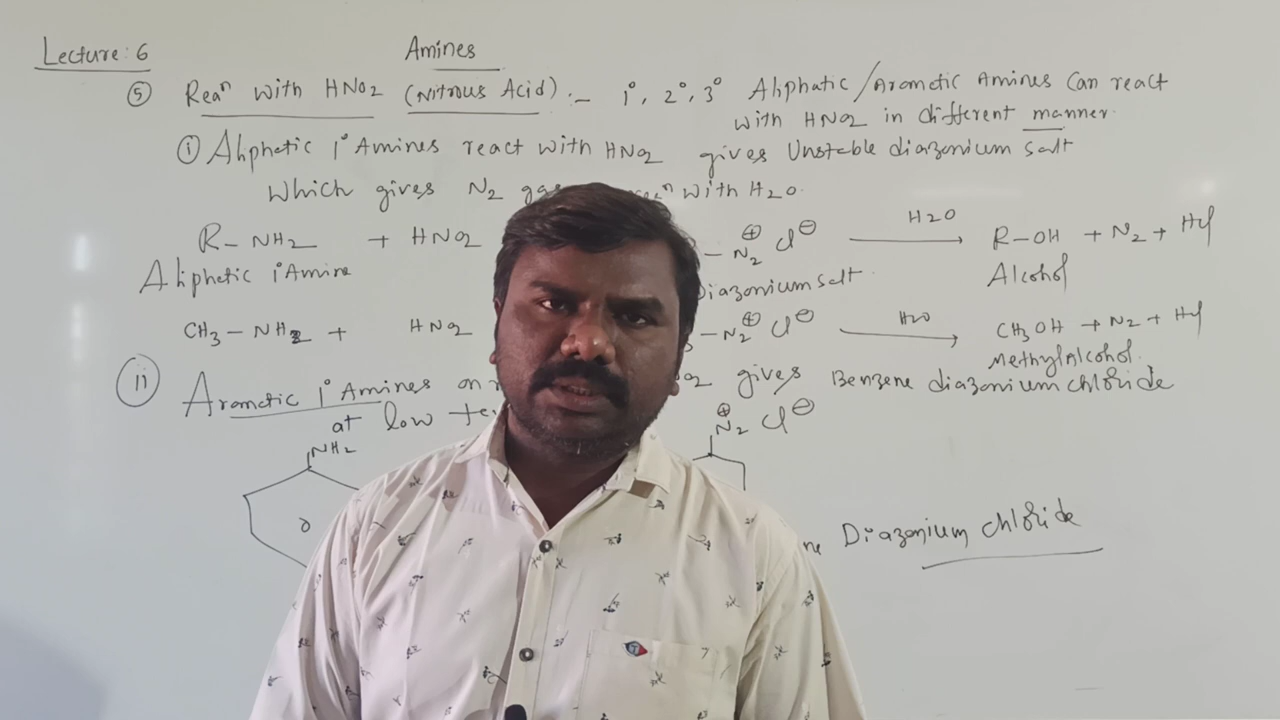 Lecture: 6
Amines
⑤ Reaⁿ with HNO2 (Nitrous Acid) :- 1°, 2°, 3° Aliphatic/Aromatic Amines Can react
with HNO2 in different manner.
ⓘ Aliphatic 1° Amines react with HNO2 gives Unstable diazonium salt
Which gives N2 gas with H2O.
R-NH2 + HNO2 -N2⊕ Cl⊖ H2O R-OH + N2 + HCl
Aliphatic 1° Amine Diazonium salt. Alcohol
CH3-NH2 + HNO2 -N2⊕ Cl⊖ H2O CH3OH + N2 + HCl
Methyl Alcohol.
ii Aromatic 1° Amines on gives Benzene diazonium chloride
at low
NH2 N2⊕ Cl⊖
Diazonium chloride